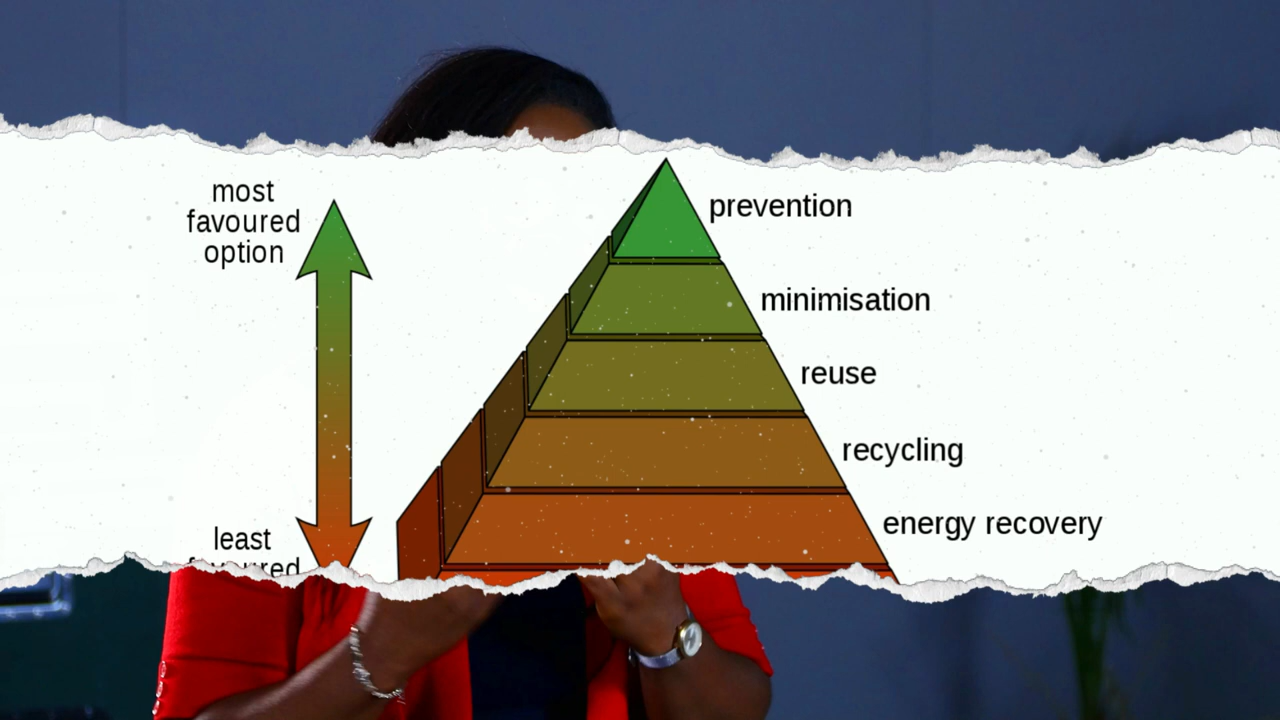 most
favoured
option
prevention
minimisation
reuse
recycling
energy recovery
least